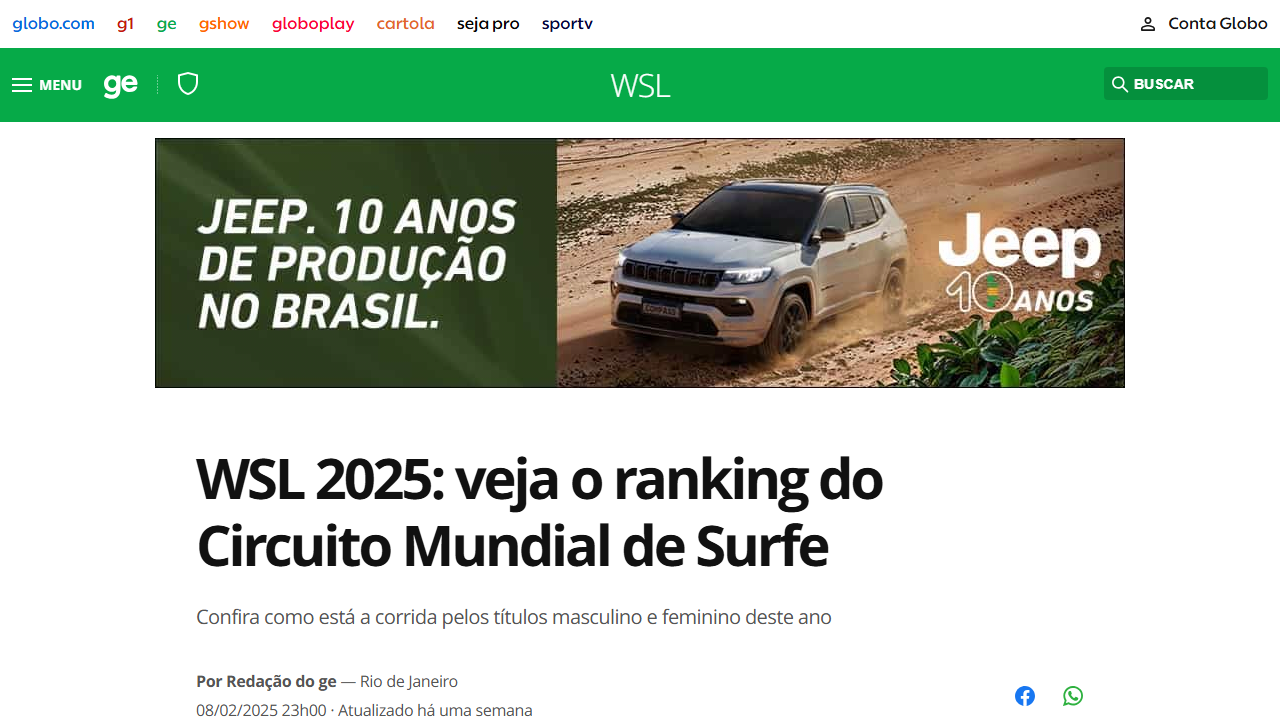 globo.com g1 ge gshow globoplay cartola seja pro sportv Conta Globo
MENU ge WSL BUSCAR
JEEP. 10 ANOS
DE PRODUÇÃO
NO BRASIL.
COMPASS
Jeep
10 ANOS
WSL 2025: veja o ranking do
Circuito Mundial de Surfe
Confira como está a corrida pelos títulos masculino e feminino deste ano
Por Redação do ge — Rio de Janeiro
08/02/2025 23h00 · Atualizado há uma semana